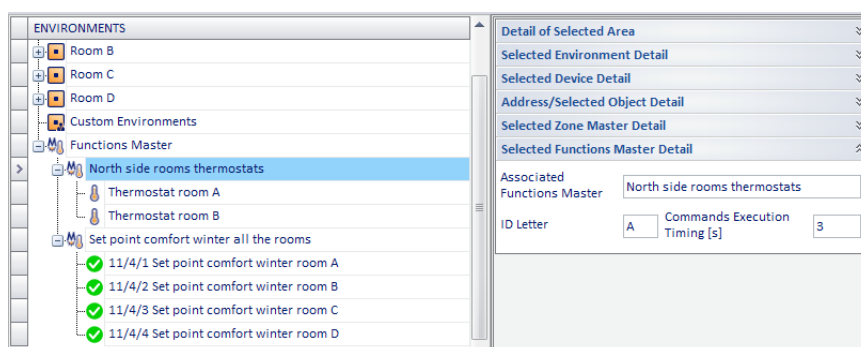 ENVIRONMENTS
Room B
Room C
Room D
Custom Environments
Functions Master
North side rooms thermostats
Thermostat room A
Thermostat room B
Set point comfort winter all the rooms
11/4/1 Set point comfort winter room A
11/4/2 Set point comfort winter room B
11/4/3 Set point comfort winter room C
11/4/4 Set point comfort winter room D
Detail of Selected Area
Selected Environment Detail
Selected Device Detail
Address/Selected Object Detail
Selected Zone Master Detail
Selected Functions Master Detail
Associated
Functions Master
North side rooms thermostats
ID Letter
A
Commands Execution
Timing [s]
3